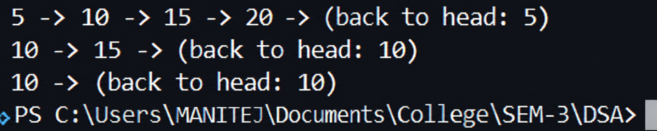 5 -> 10 -> 15 -> 20 -> (back to head: 5)
10 -> 15 -> (back to head: 10)
10 -> (back to head: 10)
PS C:\Users\MANITEJ\Documents\College\SEM-3\DSA>